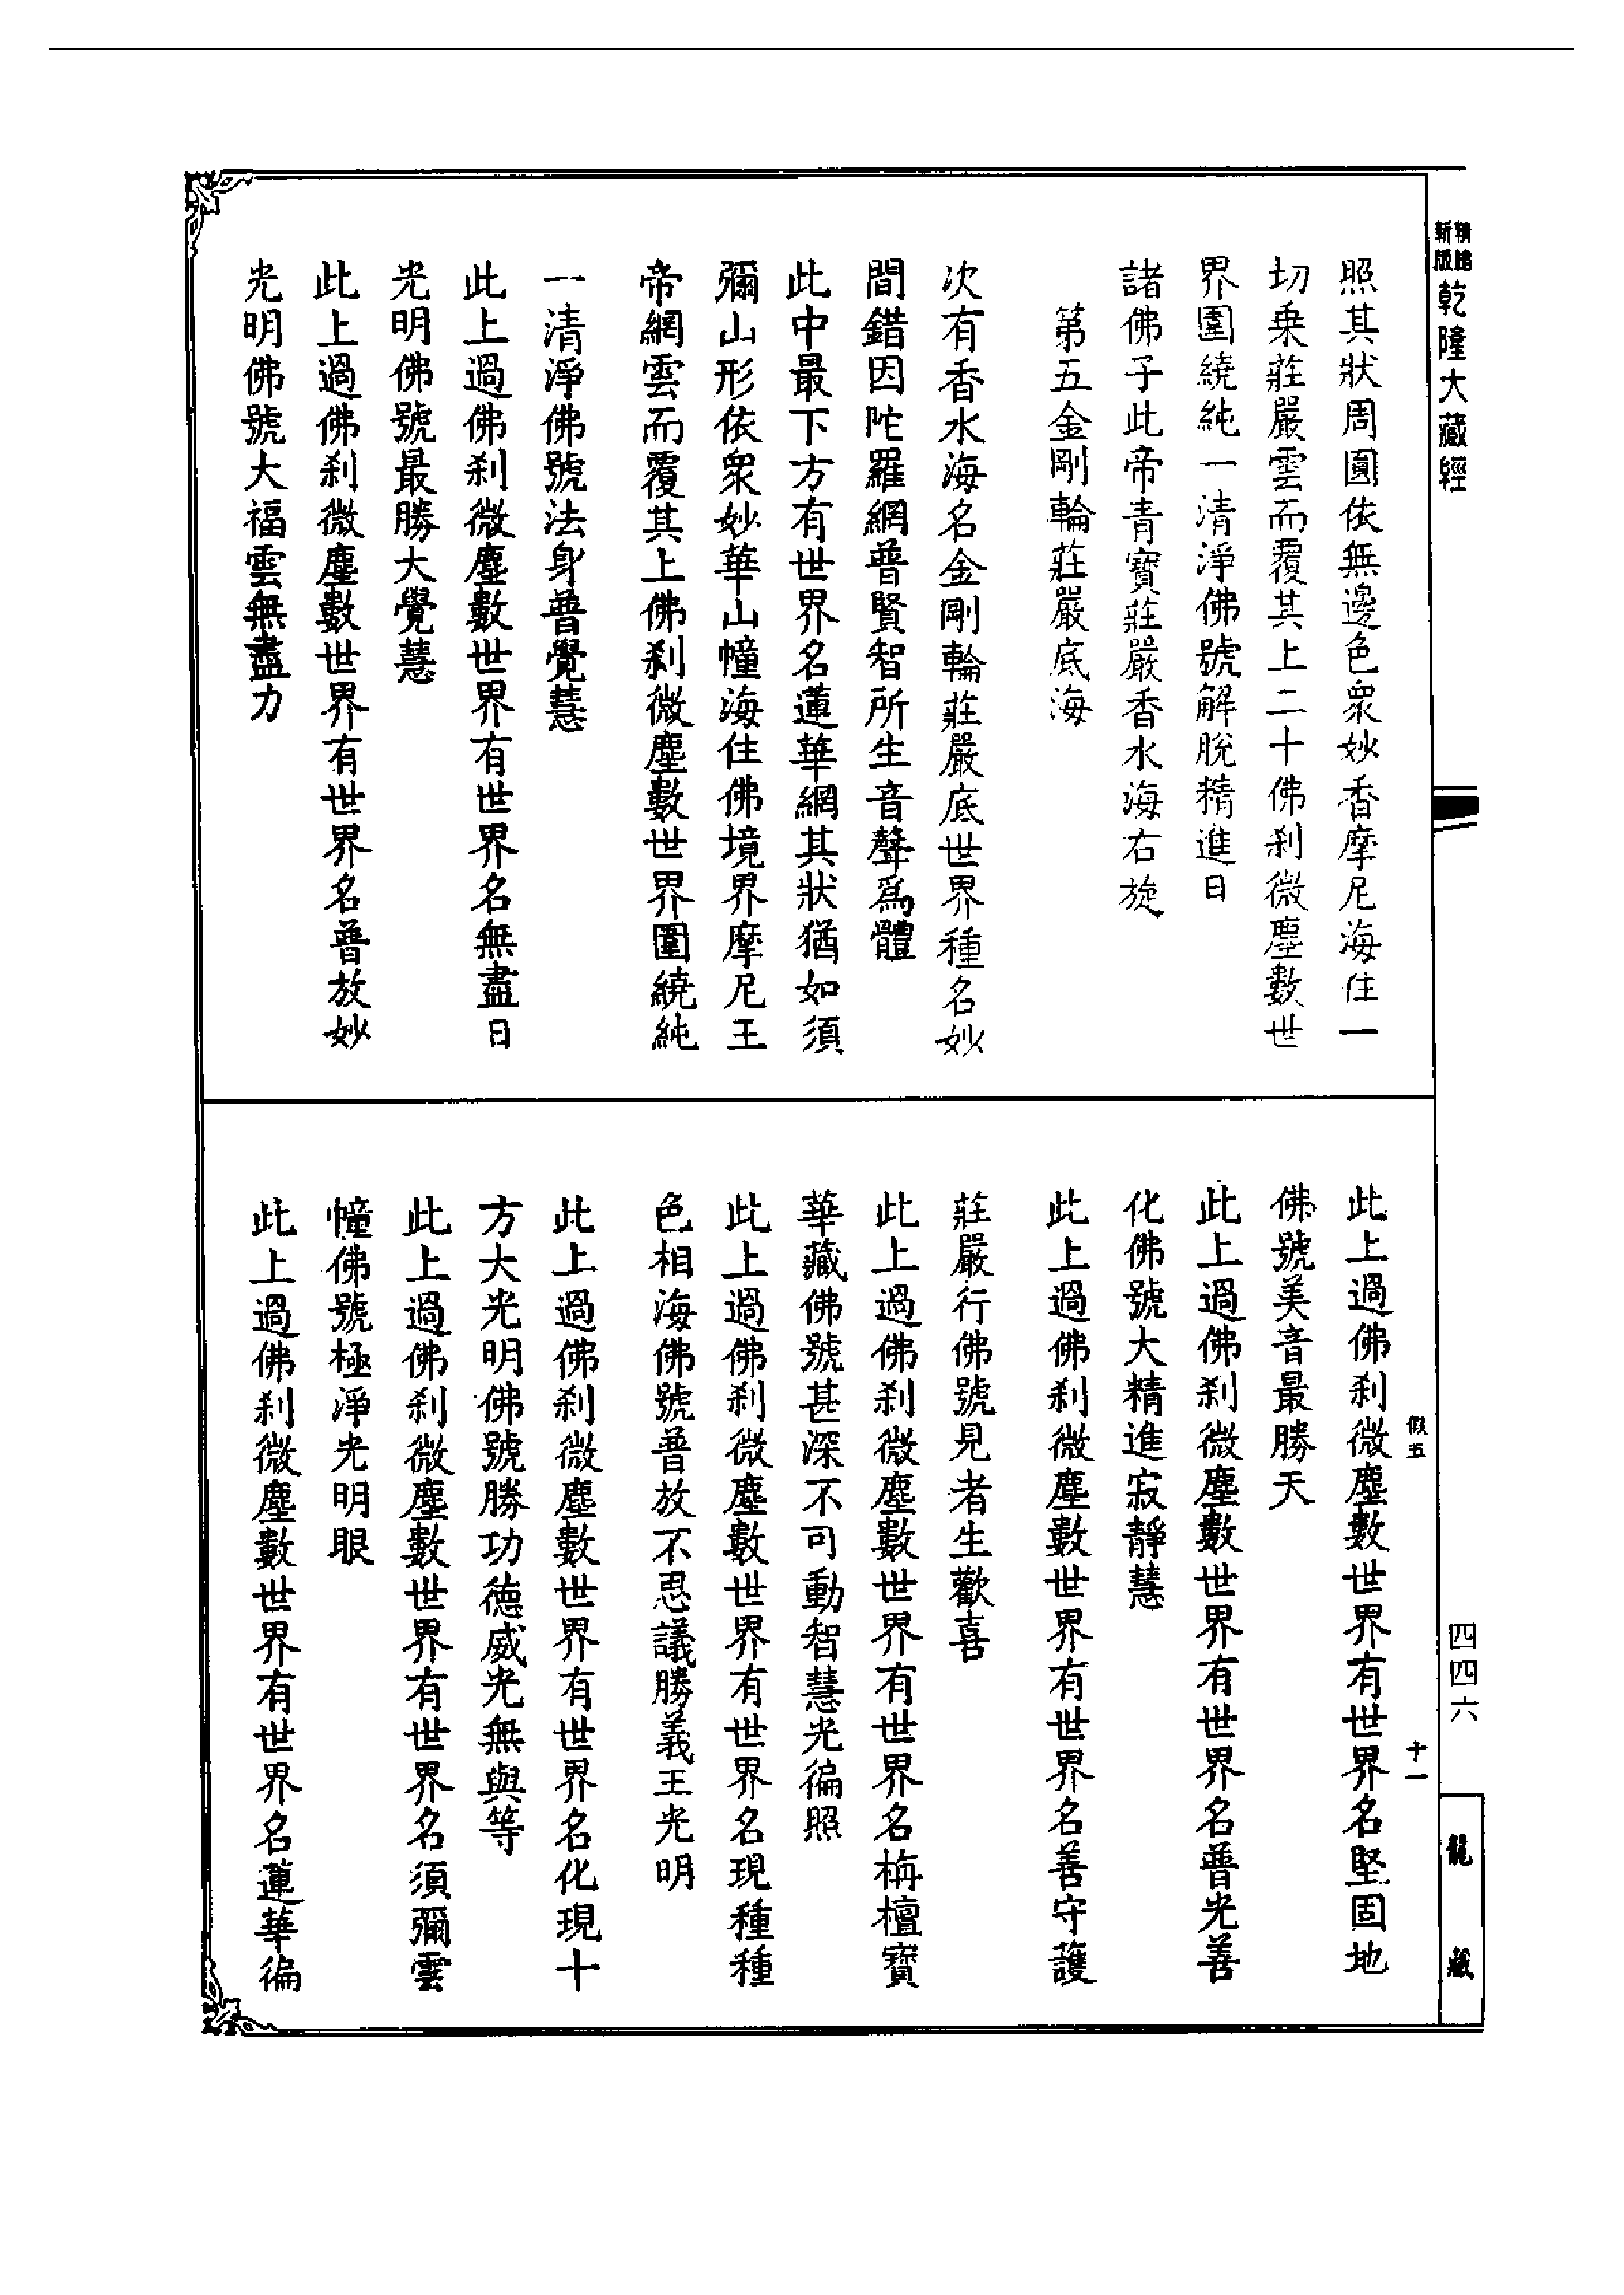 精繕
新版
乾隆大藏經
照其狀周圓依無邊色眾妙香摩尼海住一
切乗莊嚴雲而覆其上二十佛刹微塵數世
界圍繞純一清淨佛號解脫精進日
諸佛子此帝青寶莊嚴香水海右旋
第五金剛輪莊嚴底海
次有香水海名金剛輪莊嚴底世界種名妙
間錯因陀羅網普賢智所生音聲爲體
此中最下方有世界名蓮華網其狀猶如須
彌山形依衆妙華山幢海住佛境界摩尼王
帝網雲而覆其上佛刹微塵數世界圍繞純
一清淨佛號法身普覺慧
此上過佛刹微塵數世界有世界名無盡日
光明佛號最勝大覺慧
此上過佛刹微塵數世界有世界名普放妙
光明佛號大福雲無盡力
此上過佛刹微塵數世界有世界名堅固地
佛號美音最勝天
此上過佛刹微塵數世界有世界名普光善
化佛號大精進寂靜慧
此上過佛刹微塵數世界有世界名善守護
莊嚴行佛號見者生歡喜
此上過佛刹微塵數世界有世界名栴檀寶
華藏佛號甚深不可動智慧光徧照
此上過佛刹微塵數世界有世界名現種種
色相海佛號普放不思議勝義王光明
此上過佛刹微塵數世界有世界名化現十
方大光明佛號勝功德威光無與等
此上過佛刹微塵數世界有世界名須彌雲
幢佛號極淨光明眼
此上過佛刹微塵數世界有世界名蓮華徧
假五
十一
四四六
龍藏